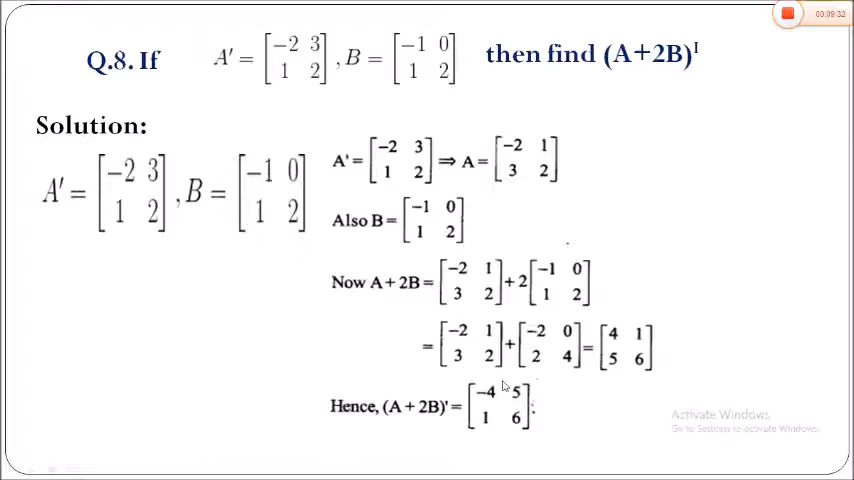 00:09:32
Q.8. If A' = [−2 3 1 2], B = [−1 0 1 2] then find (A+2B)ᴵ
Solution:
A' = [−2 3 1 2], B = [−1 0 1 2]
A' = [−2 3 1 2] ⇒ A = [−2 1 3 2]
Also B = [−1 0 1 2]
Now A + 2B = [−2 1 3 2] + 2 [−1 0 1 2]
= [−2 1 3 2] + [−2 0 2 4] = [4 1 5 6]
Hence, (A + 2B)' = [−4 5 1 6].
Activate Windows
Go to Settings to activate Windows.